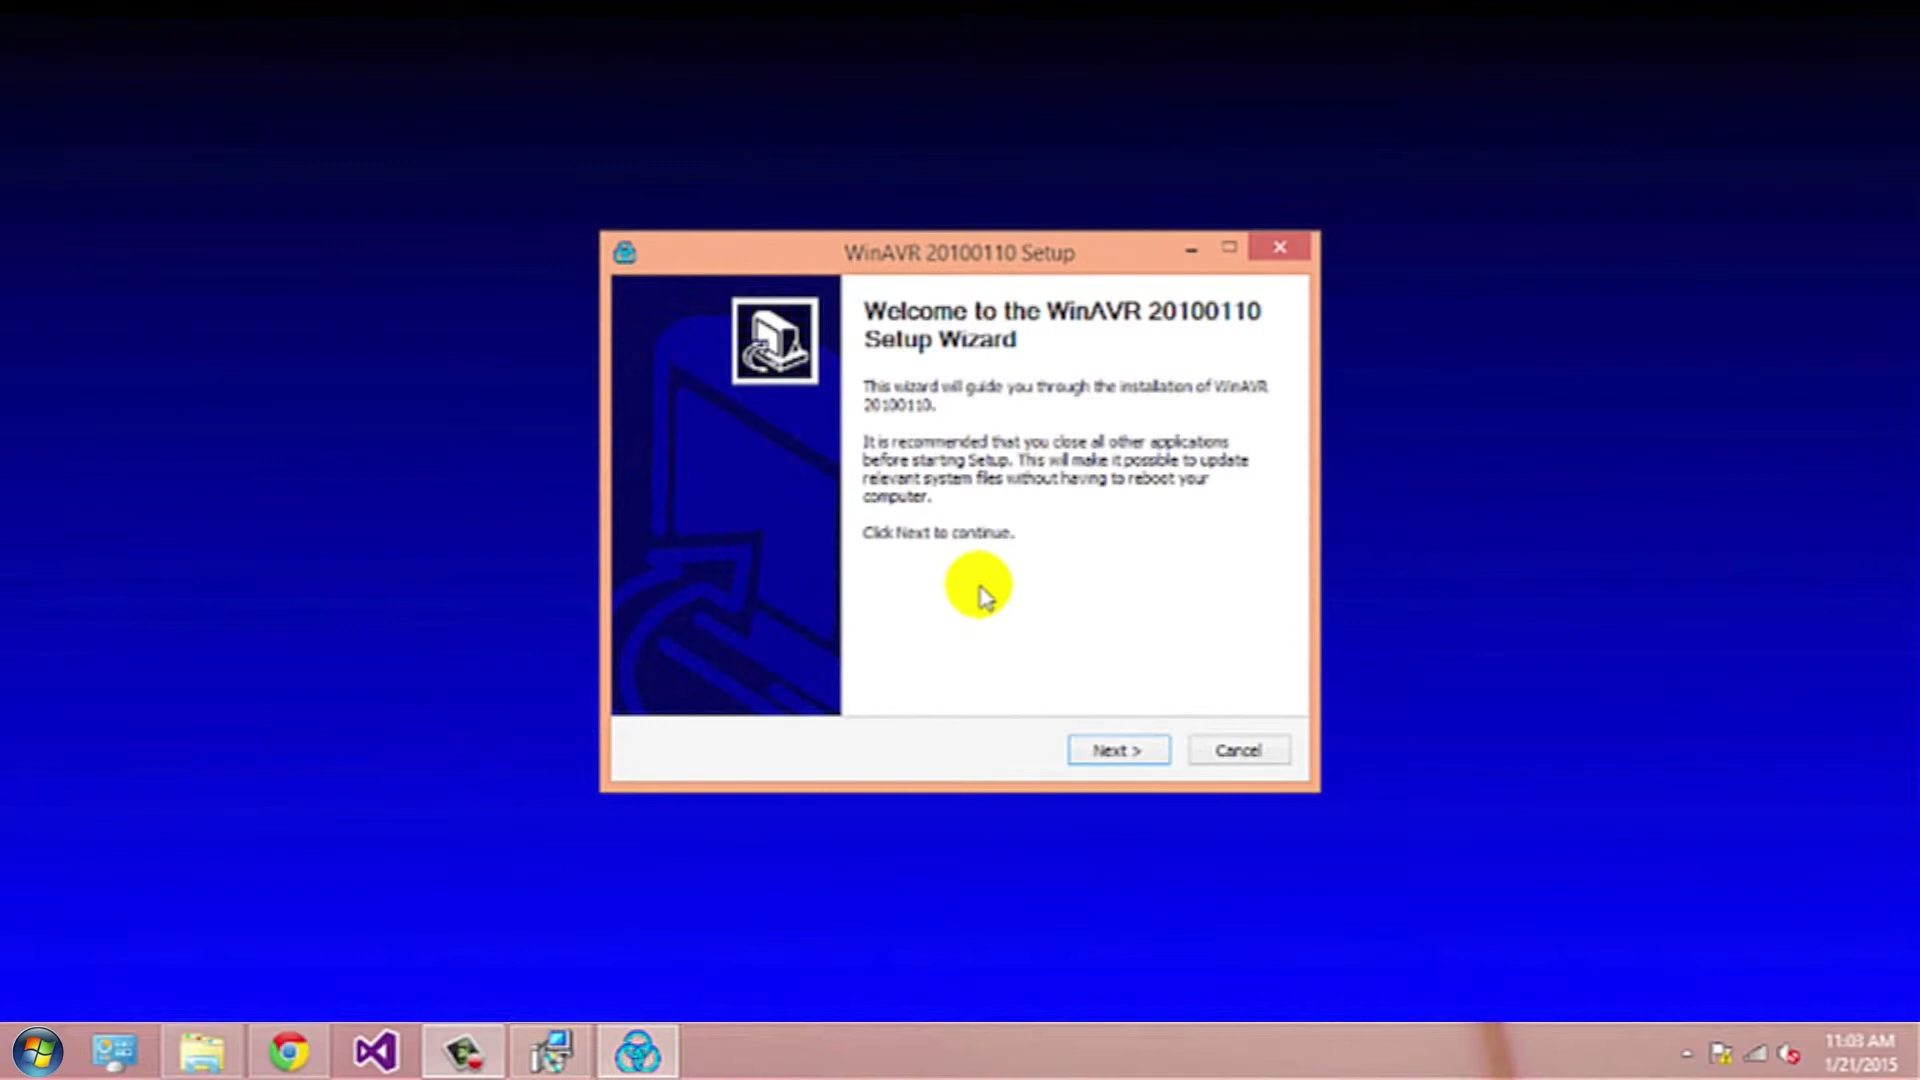 WinAVR 20100110 Setup
Welcome to the WinAVR 20100110
Setup Wizard
This wizard will guide you through the installation of WinAVR
20100110.
It is recommended that you close all other applications
before starting Setup. This will make it possible to update
relevant system files without having to reboot your
computer.
Click Next to continue.
Next >
Cancel
11:03 AM
1/21/2015